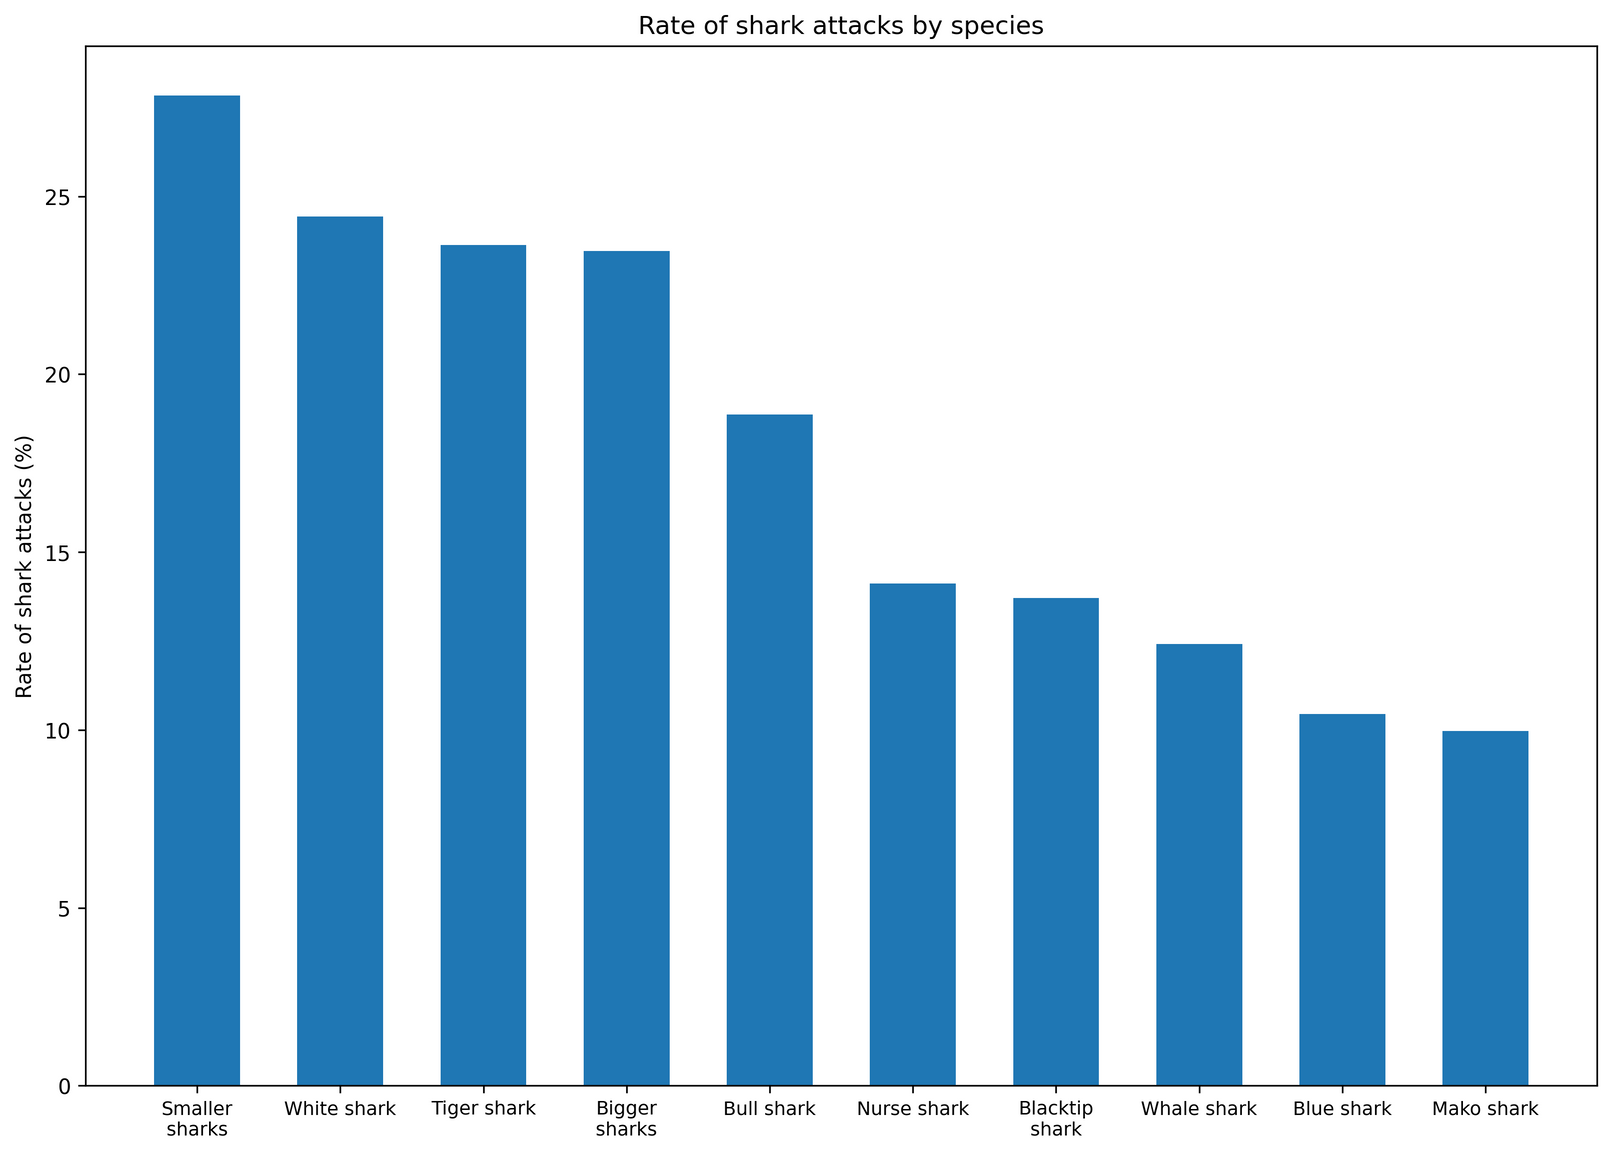 Rate of shark attacks by species
Rate of shark attacks (%)
25
20
15
10
5
0
Smaller
sharks
White shark
Tiger shark
Bigger
sharks
Bull shark
Nurse shark
Blacktip
shark
Whale shark
Blue shark
Mako shark